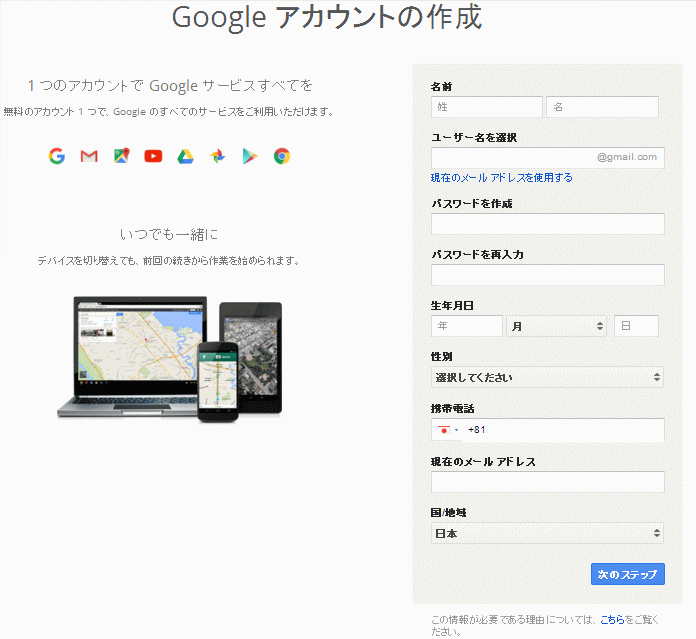 Google アカウントの作成
1 つのアカウントで Google サービスすべてを
無料のアカウント 1 つで、Google のすべてのサービスをご利用いただけます。
いつでも一緒に
デバイスを切り替えても、前回の続きから作業を始められます。
名前
姓 名
ユーザー名を選択
@gmail.com
現在のメール アドレスを使用する
パスワードを作成
パスワードを再入力
生年月日
年 月 日
性別
選択してください
携帯電話
+81
現在のメール アドレス
国/地域
日本
次のステップ
この情報が必要である理由については、こちらをご覧く
ださい。